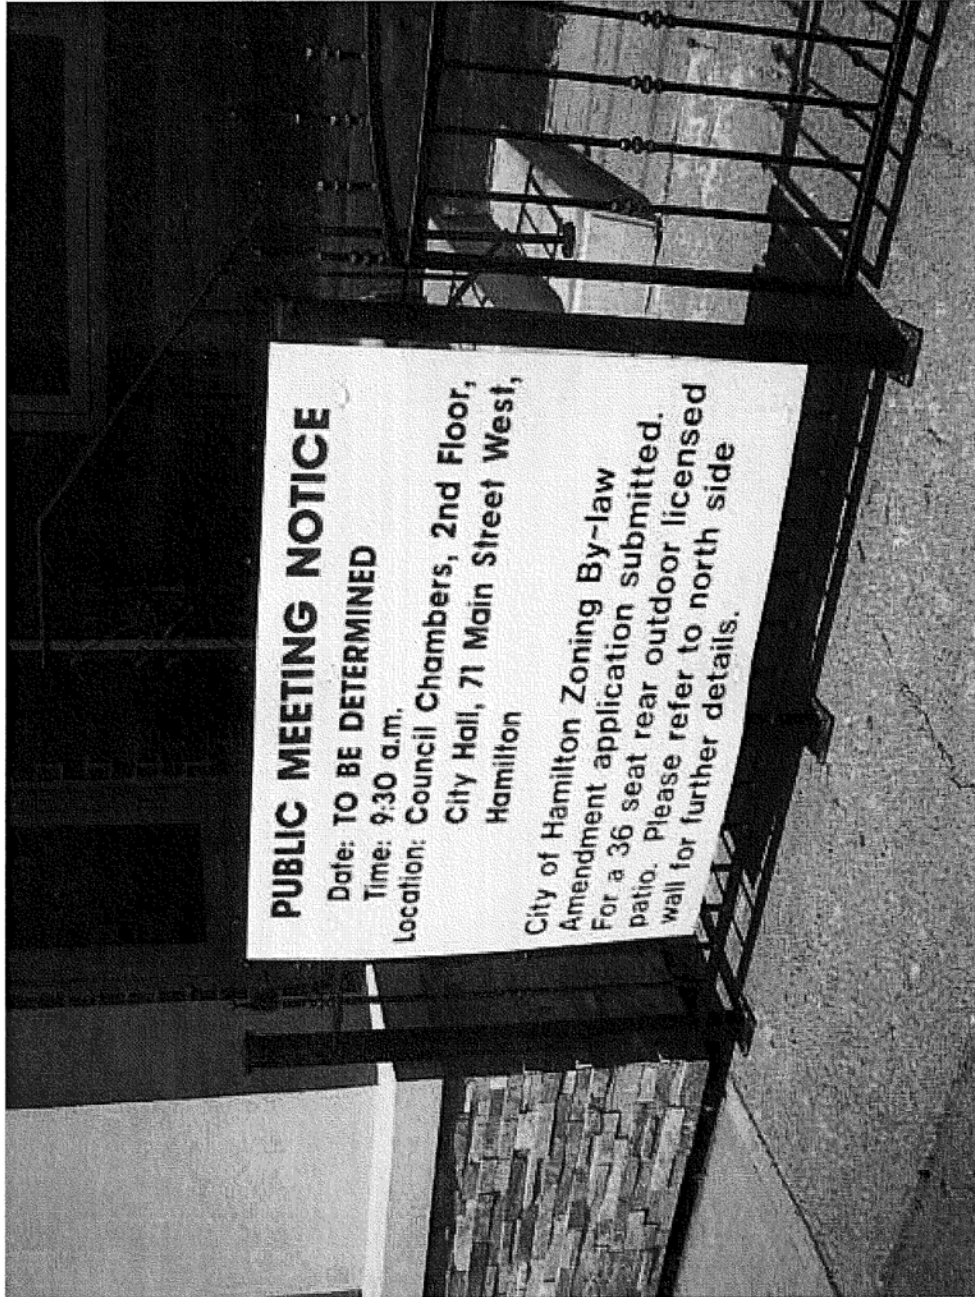 PUBLIC MEETING NOTICE
Date: TO BE DETERMINED
Time: 9:30 a.m.
Location: Council Chambers, 2nd Floor,
City Hall, 71 Main Street West,
Hamilton
City of Hamilton Zoning By-law
Amendment application submitted.
For a 36 seat rear outdoor licensed
patio. Please refer to north side
wall for further details.